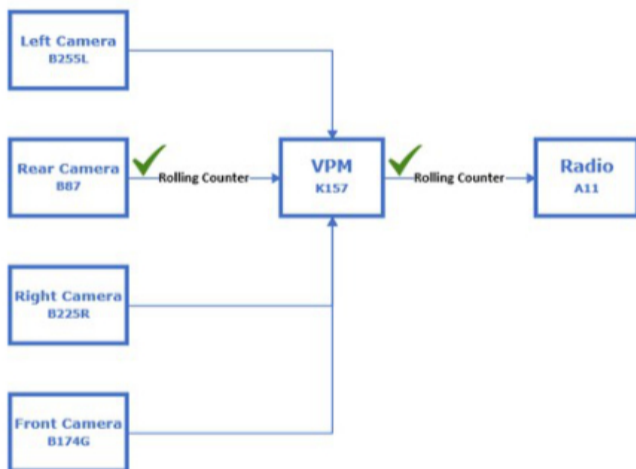 Left Camera
B255L
Rear Camera
B87
Rolling Counter
VPM
K157
Rolling Counter
Radio
A11
Right Camera
B225R
Front Camera
B174G